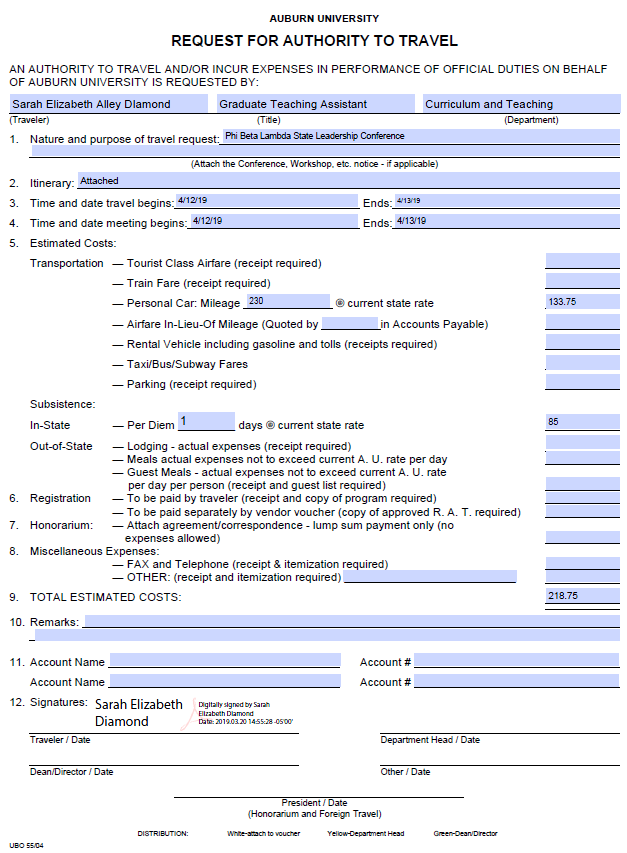 AUBURN UNIVERSITY
REQUEST FOR AUTHORITY TO TRAVEL
AN AUTHORITY TO TRAVEL AND/OR INCUR EXPENSES IN PERFORMANCE OF OFFICIAL DUTIES ON BEHALF
OF AUBURN UNIVERSITY IS REQUESTED BY:
Sarah Elizabeth Alley DIamond Graduate Teaching Assistant Curriculum and Teaching
(Traveler) (Title) (Department)
1. Nature and purpose of travel request: Phi Beta Lambda State Leadership Conference
(Attach the Conference, Workshop, etc. notice - if applicable)
2. Itinerary: Attached
3. Time and date travel begins: 4/12/19 Ends: 4/13/19
4. Time and date meeting begins: 4/12/19 Ends: 4/13/19
5. Estimated Costs:
Transportation — Tourist Class Airfare (receipt required)
— Train Fare (receipt required)
— Personal Car: Mileage 230 @ current state rate 133.75
— Airfare In-Lieu-Of Mileage (Quoted by in Accounts Payable)
— Rental Vehicle including gasoline and tolls (receipts required)
— Taxi/Bus/Subway Fares
— Parking (receipt required)
Subsistence:
In-State — Per Diem 1 days @ current state rate 85
Out-of-State — Lodging - actual expenses (receipt required)
— Meals actual expenses not to exceed current A. U. rate per day
— Guest Meals - actual expenses not to exceed current A. U. rate
per day per person (receipt and guest list required)
6. Registration — To be paid by traveler (receipt and copy of program required)
— To be paid separately by vendor voucher (copy of approved R. A. T. required)
7. Honorarium: — Attach agreement/correspondence - lump sum payment only (no
expenses allowed)
8. Miscellaneous Expenses:
— FAX and Telephone (receipt & itemization required)
— OTHER: (receipt and itemization required)
9. TOTAL ESTIMATED COSTS: 218.75
10. Remarks:
11. Account Name Account #
Account Name Account #
12. Signatures: Sarah Elizabeth Diamond
Digitally signed by Sarah
Elizabeth Diamond
Date: 2019.03.20 14:55:28 -05'00'
Traveler / Date Department Head / Date
Dean/Director / Date Other / Date
President / Date
(Honorarium and Foreign Travel)
DISTRIBUTION: White-attach to voucher Yellow-Department Head Green-Dean/Director
UBO 55/04